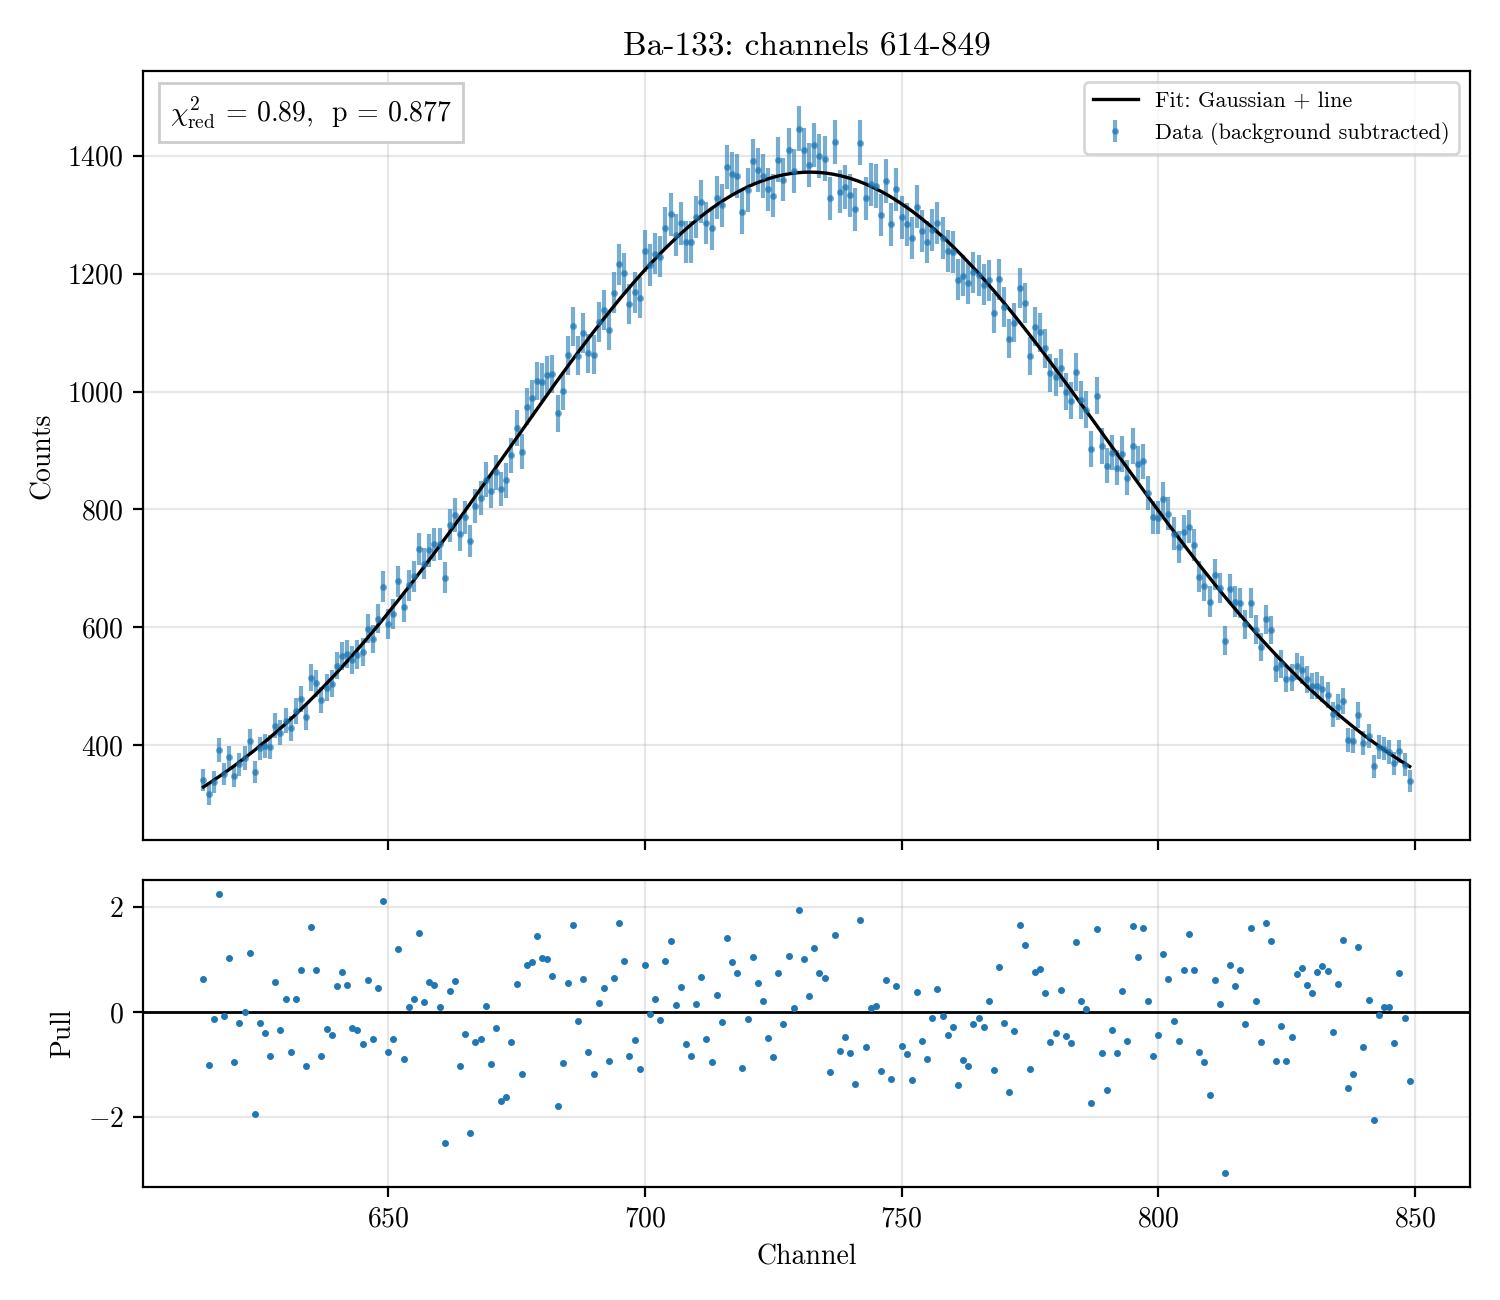 Ba-133: channels 614-849
χ²_red = 0.89, p = 0.877
Fit: Gaussian + line
Data (background subtracted)
Counts
1400
1200
1000
800
600
400
Pull
2
0
−2
650 700 750 800 850
Channel